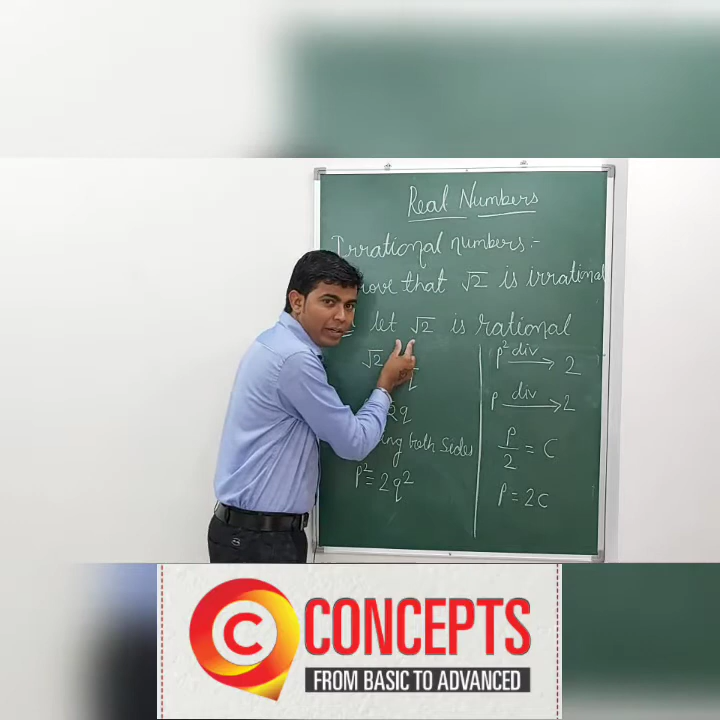 Real Numbers
Irrational numbers:-
that √2 is irrational
let √2 is rational
√2
q
q
both sides
p² = 2q²
p² div → 2
p div → 2
p/2 = C
p = 2C
C CONCEPTS
FROM BASIC TO ADVANCED